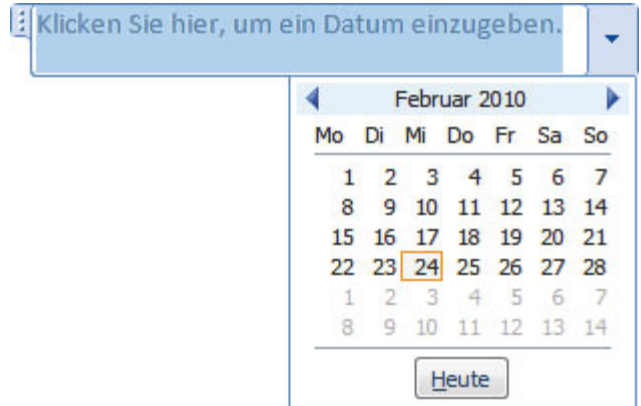 Klicken Sie hier, um ein Datum einzugeben.
Februar 2010
Mo Di Mi Do Fr Sa So
1 2 3 4 5 6 7
8 9 10 11 12 13 14
15 16 17 18 19 20 21
22 23 24 25 26 27 28
1 2 3 4 5 6 7
8 9 10 11 12 13 14
Heute